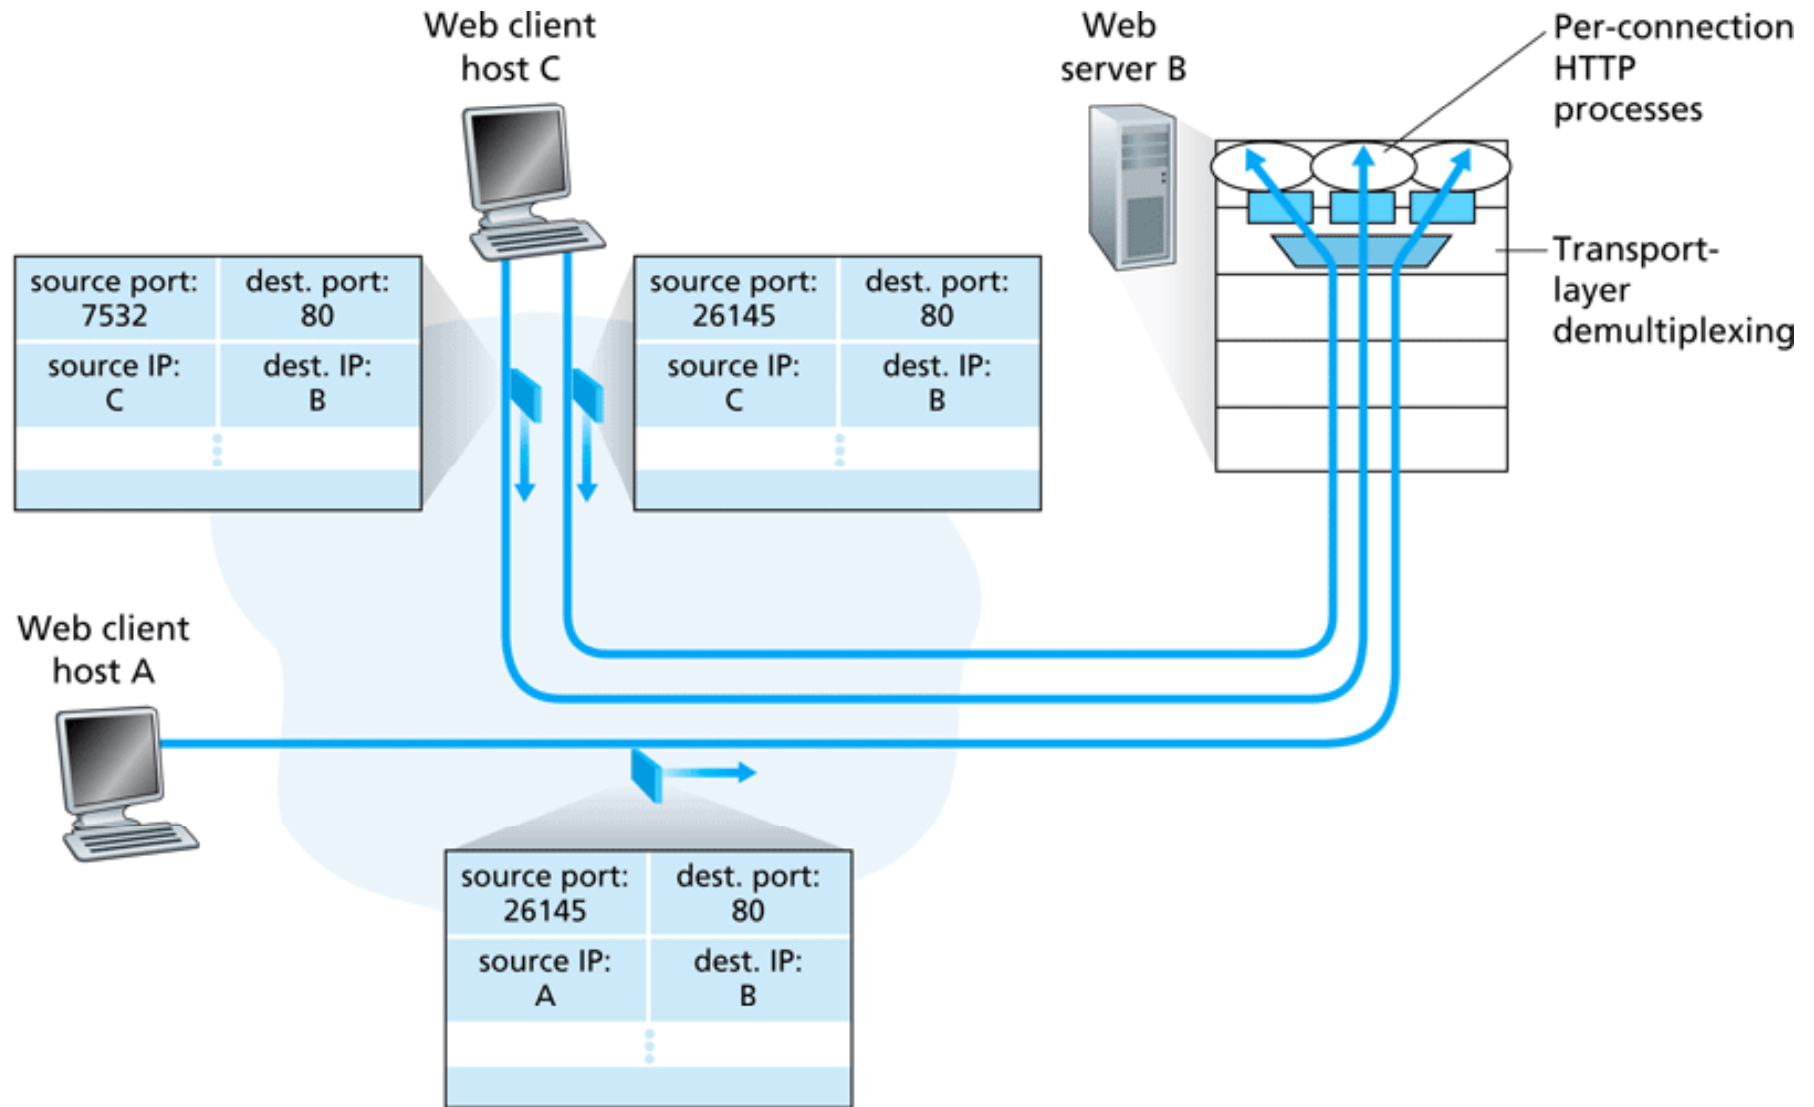 Web client
host C
Web
server B
Per-connection
HTTP
processes
Transport-
layer
demultiplexing
source port:
7532
dest. port:
80
source IP:
C
dest. IP:
B
source port:
26145
dest. port:
80
source IP:
C
dest. IP:
B
Web client
host A
source port:
26145
dest. port:
80
source IP:
A
dest. IP:
B